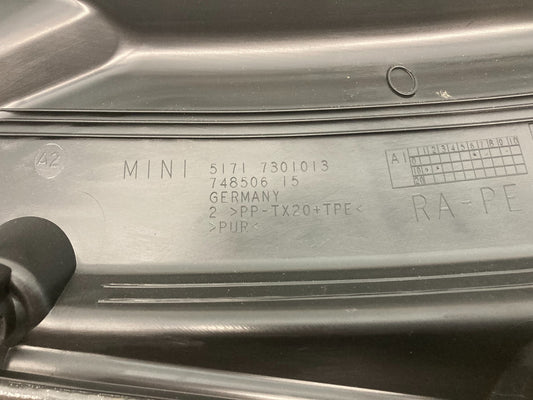 A2
MINI 5171 7301013
748506 15
GERMANY
2 >PP-TX20+TPE<
>PUR<
A
RA-PE